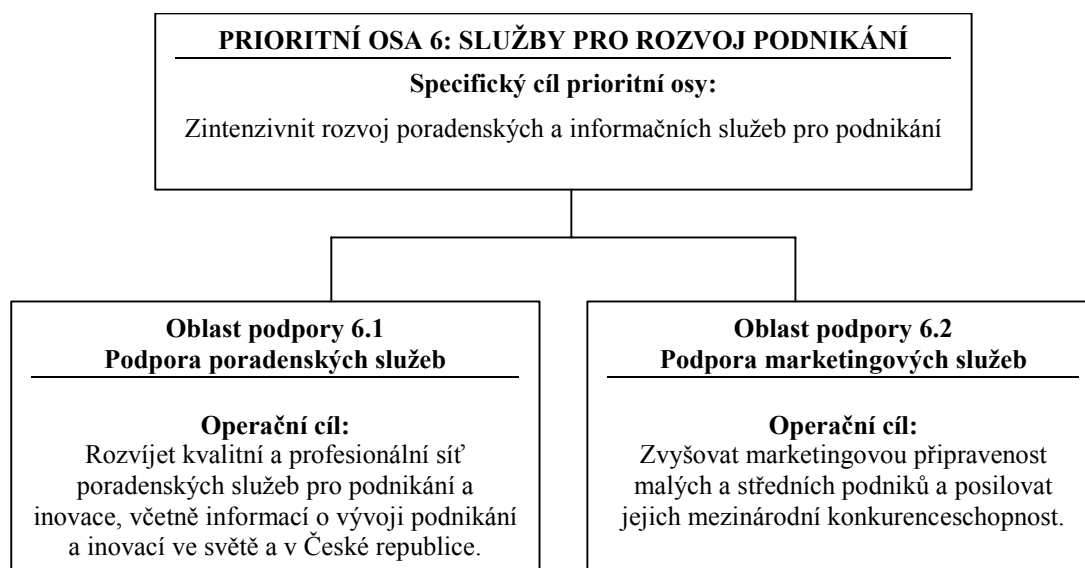 PRIORITNÍ OSA 6: SLUŽBY PRO ROZVOJ PODNIKÁNÍ
Specifický cíl prioritní osy:
Zintenzivnit rozvoj poradenských a informačních služeb pro podnikání
Oblast podpory 6.1
Podpora poradenských služeb
Operační cíl:
Rozvíjet kvalitní a profesionální síť
poradenských služeb pro podnikání a
inovace, včetně informací o vývoji podnikání
a inovací ve světě a v České republice.
Oblast podpory 6.2
Podpora marketingových služeb
Operační cíl:
Zvyšovat marketingovou připravenost
malých a středních podniků a posilovat
jejich mezinárodní konkurenceschopnost.